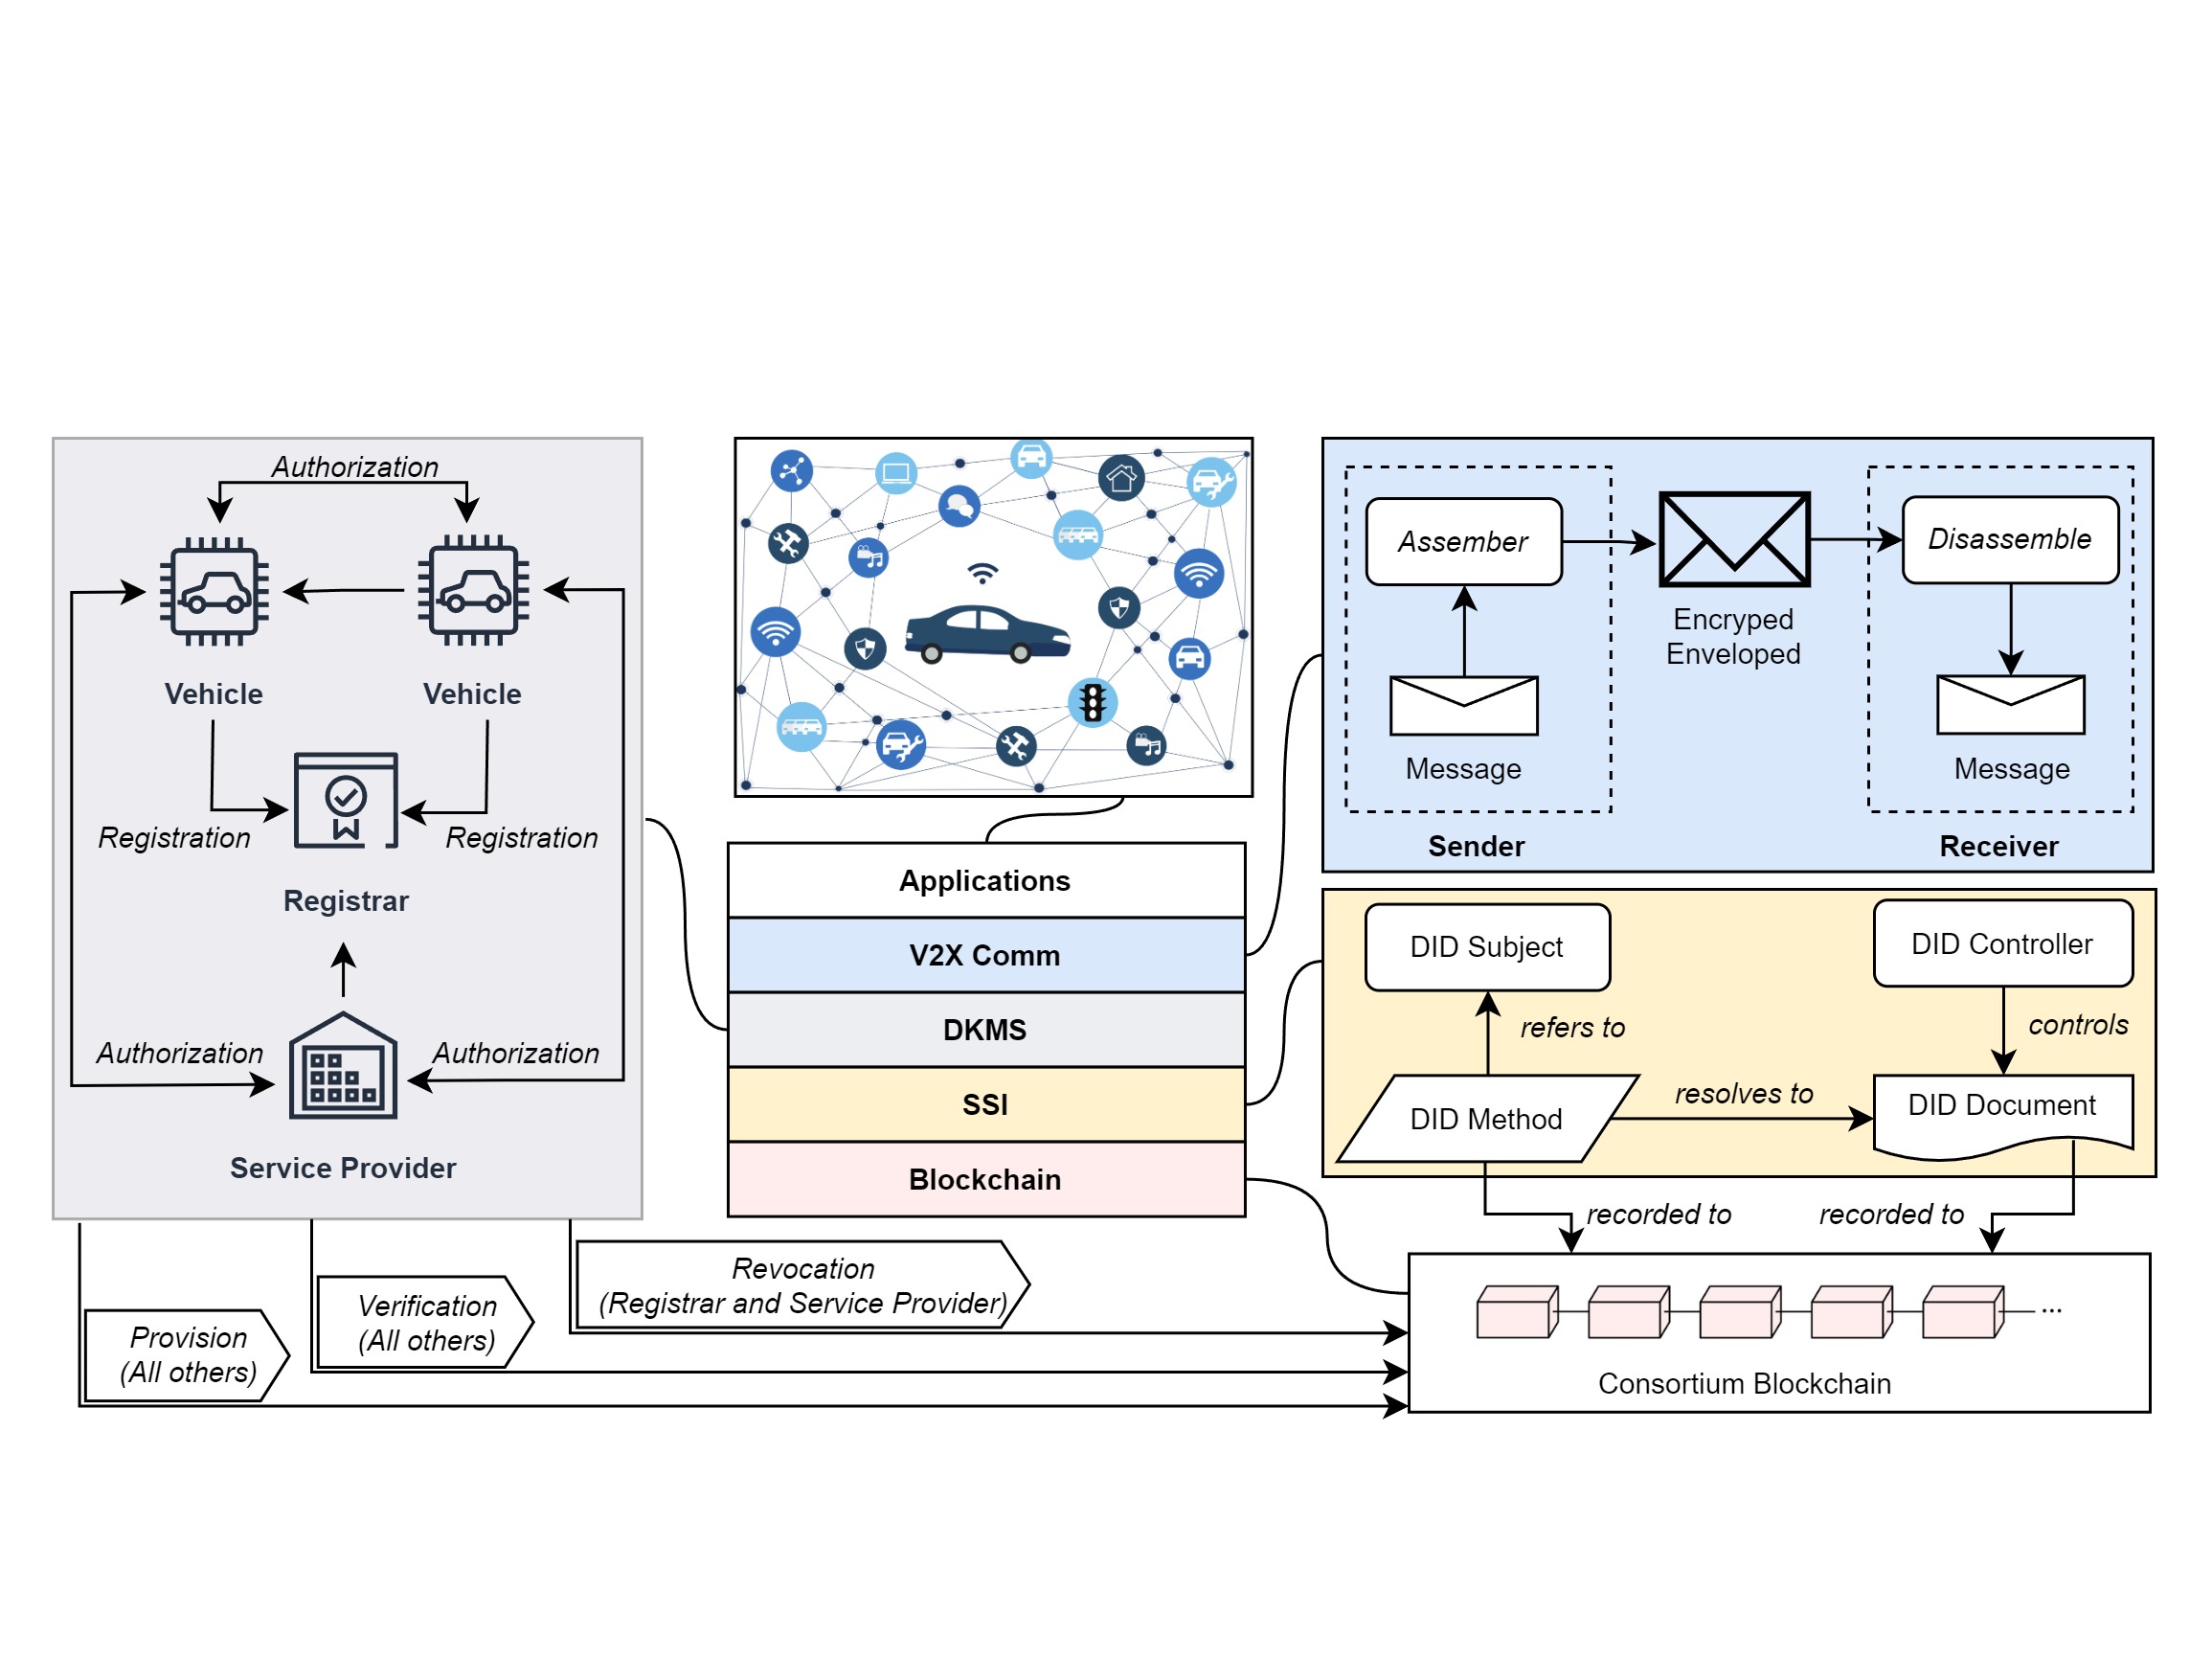 Authorization
Vehicle
Vehicle
Registration
Registration
Registrar
Authorization
Authorization
Service Provider
Provision
(All others)
Verification
(All others)
Revocation
(Registrar and Service Provider)
Applications
V2X Comm
DKMS
SSI
Blockchain
Assember
Encryped
Enveloped
Disassemble
Message
Message
Sender
Receiver
DID Subject
DID Controller
refers to
controls
DID Method
resolves to
DID Document
recorded to
recorded to
...
Consortium Blockchain